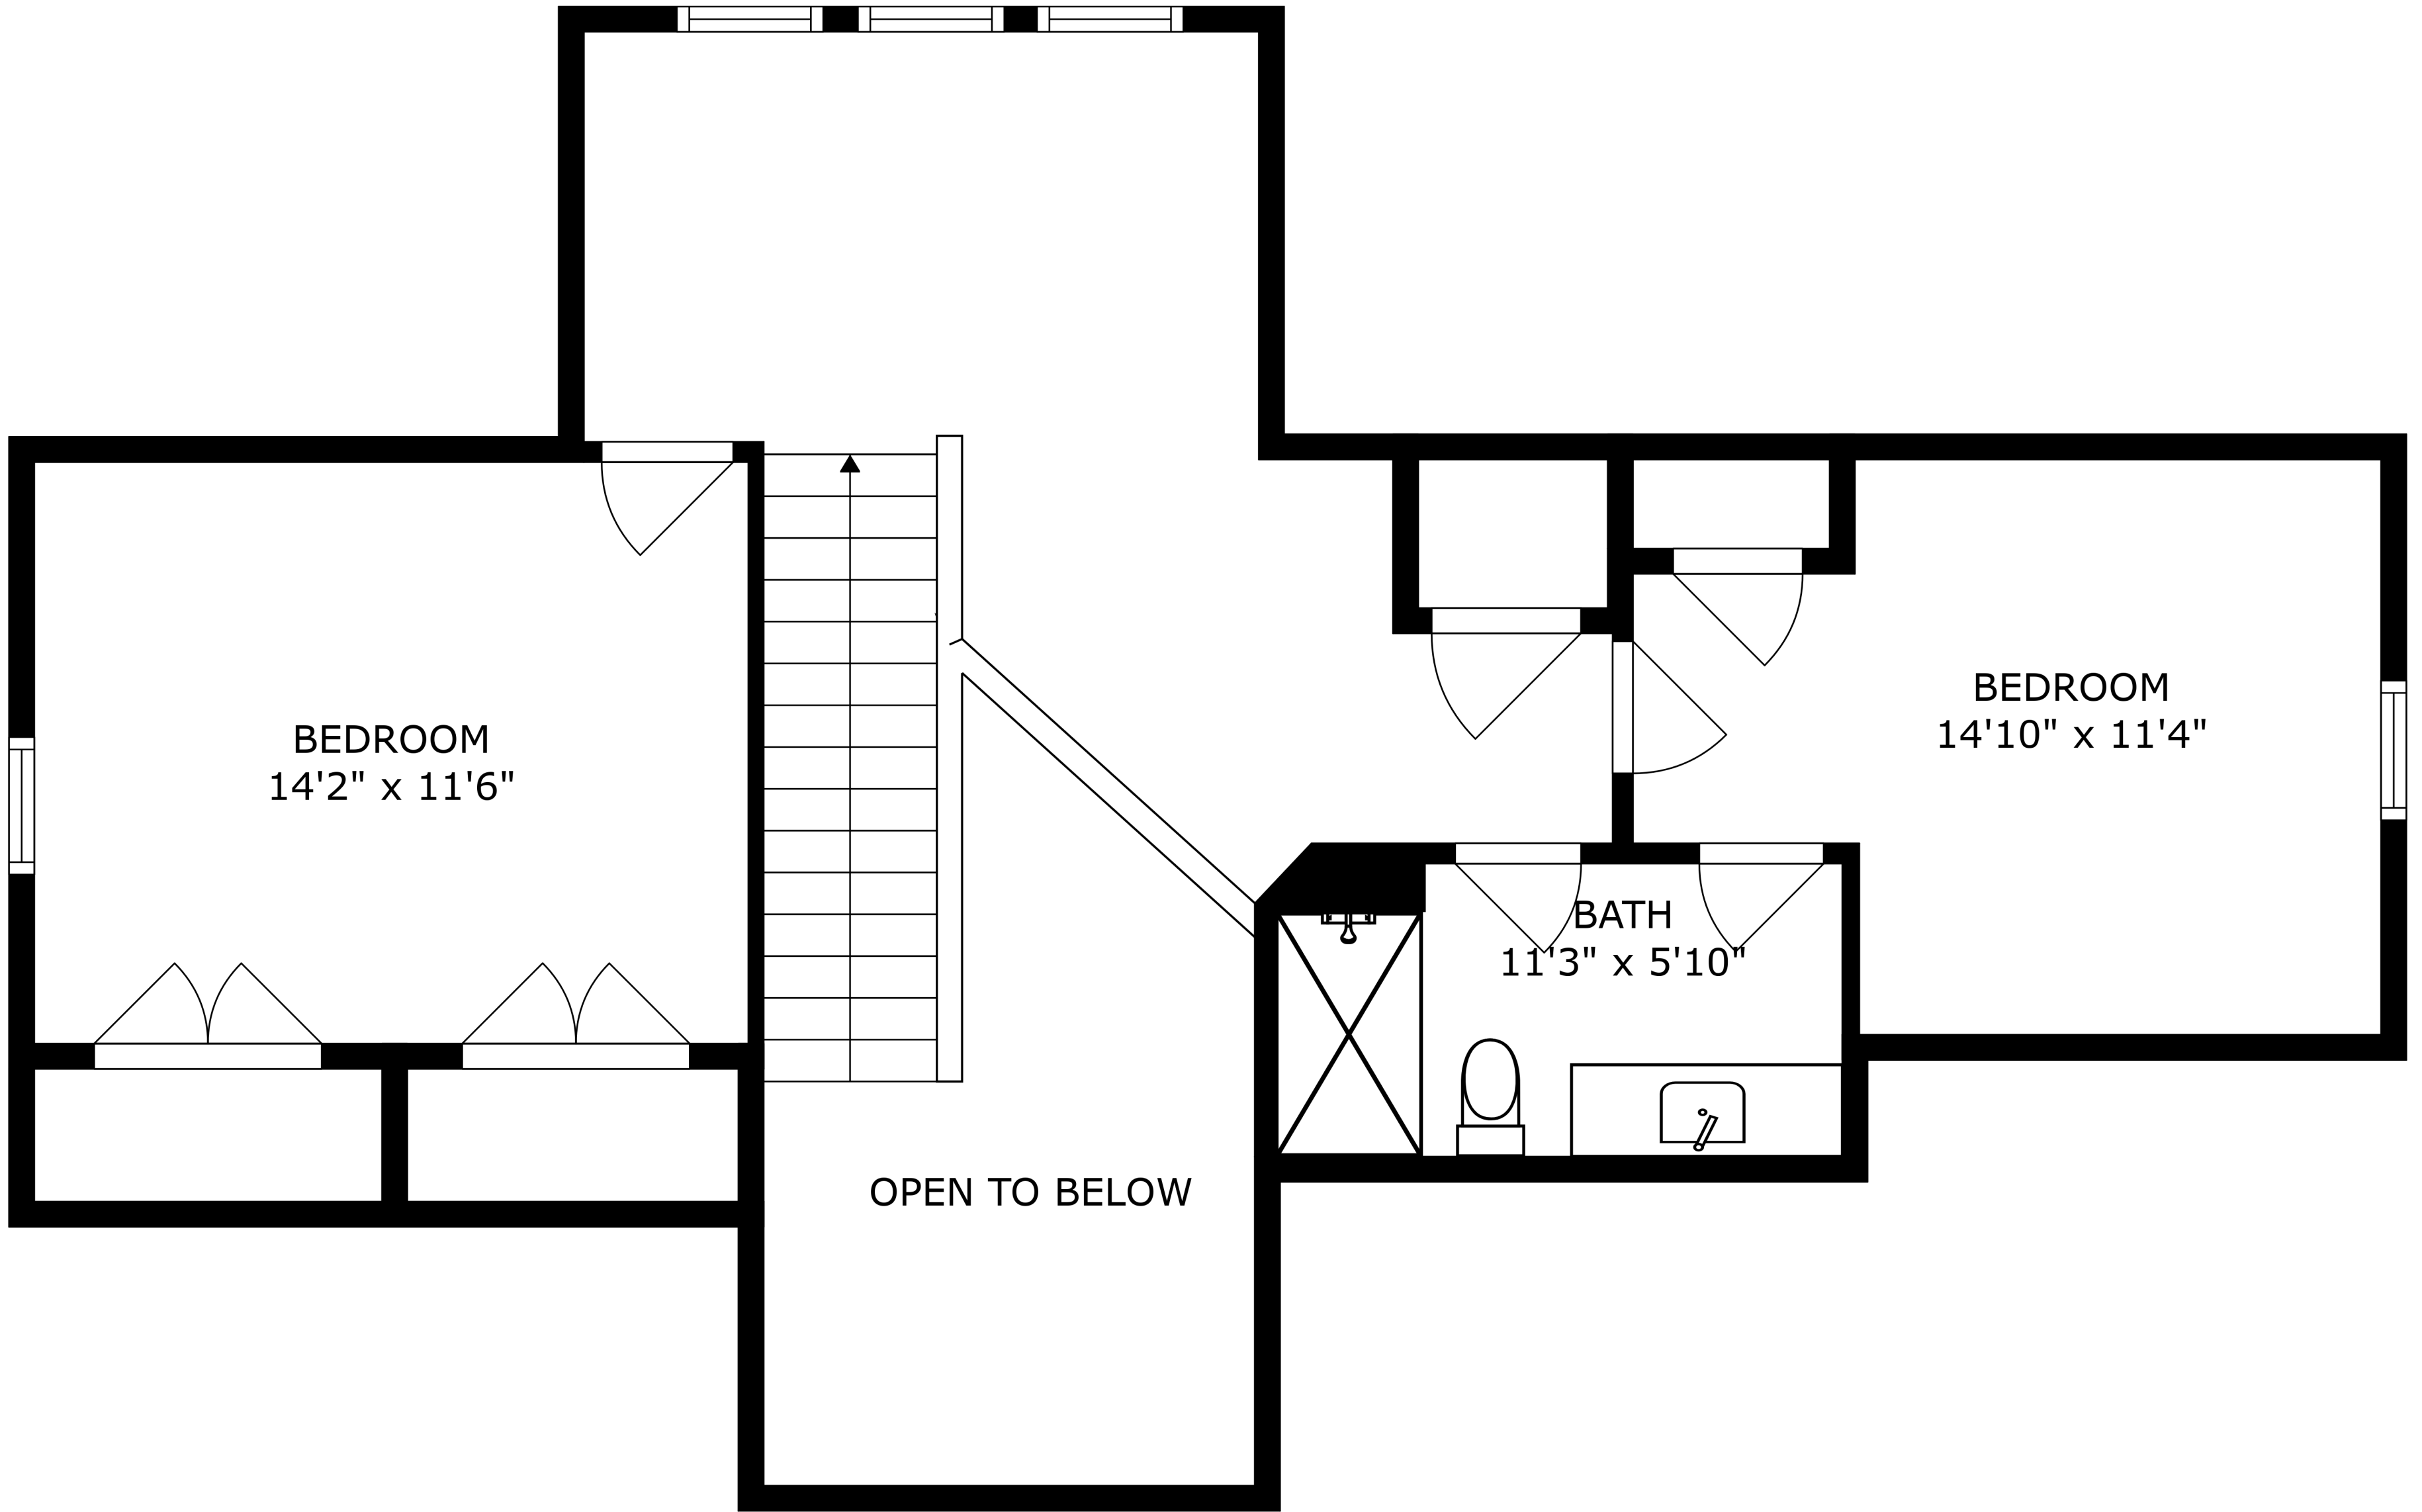 BEDROOM
14'2" x 11'6"
BEDROOM
14'10" x 11'4"
BATH
11'3" x 5'10"
OPEN TO BELOW